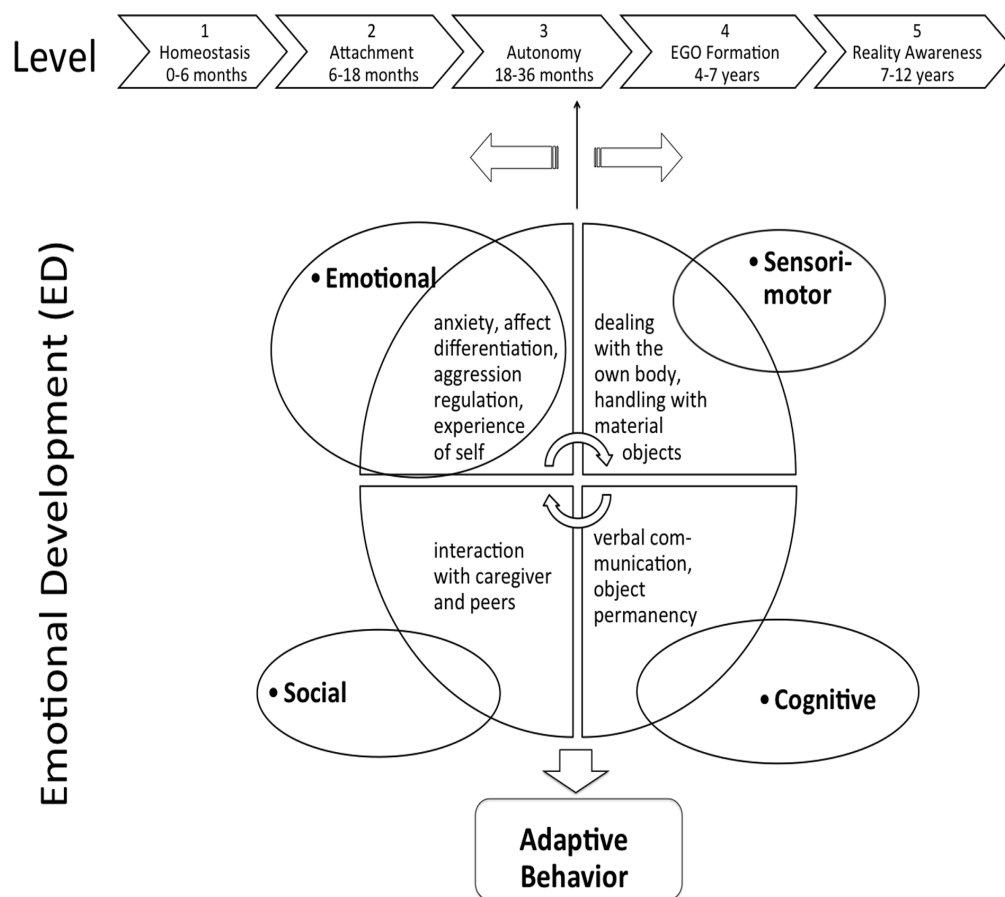 Level
1
Homeostasis
0-6 months
2
Attachment
6-18 months
3
Autonomy
18-36 months
4
EGO Formation
4-7 years
5
Reality Awareness
7-12 years
Emotional Development (ED)
• Emotional
anxiety, affect
differentiation,
aggression
regulation,
experience
of self
• Sensori-
motor
dealing
with the
own body,
handling with
material
objects
interaction
with caregiver
and peers
• Social
verbal com-
munication,
object
permanency
• Cognitive
Adaptive
Behavior